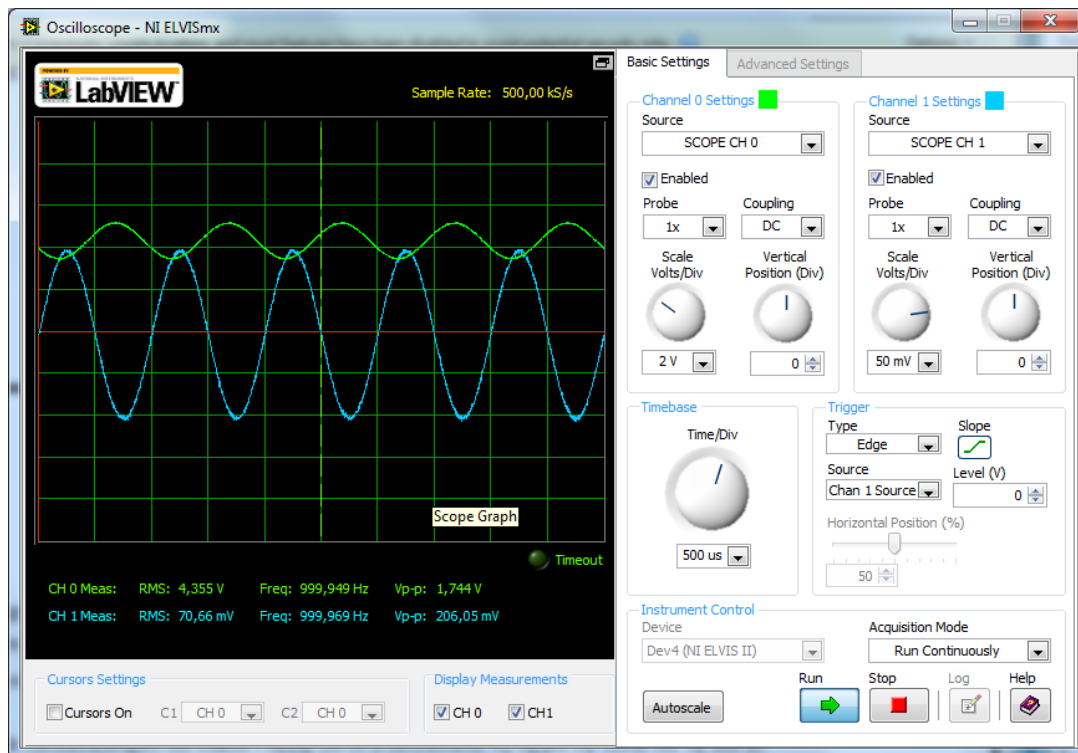 Oscilloscope - NI ELVISmx
POWERED BY
NATIONAL INSTRUMENTS
LabVIEW™
Sample Rate: 500,00 kS/s
Scope Graph
Timeout
CH 0 Meas: RMS: 4,355 V Freq: 999,949 Hz Vp-p: 1,744 V
CH 1 Meas: RMS: 70,66 mV Freq: 999,969 Hz Vp-p: 206,05 mV
Cursors Settings
Cursors On C1 CH 0 C2 CH 0
Display Measurements
CH 0 CH1
Basic Settings Advanced Settings
Channel 0 Settings
Source
SCOPE CH 0
Enabled
Probe Coupling
1x DC
Scale Vertical
Volts/Div Position (Div)
2 V 0
Channel 1 Settings
Source
SCOPE CH 1
Enabled
Probe Coupling
1x DC
Scale Vertical
Volts/Div Position (Div)
50 mV 0
Timebase
Time/Div
500 us
Trigger
Type Slope
Edge
Source Level (V)
Chan 1 Source 0
Horizontal Position (%)
50
Instrument Control
Device Acquisition Mode
Dev4 (NI ELVIS II) Run Continuously
Run Stop Log Help
Autoscale